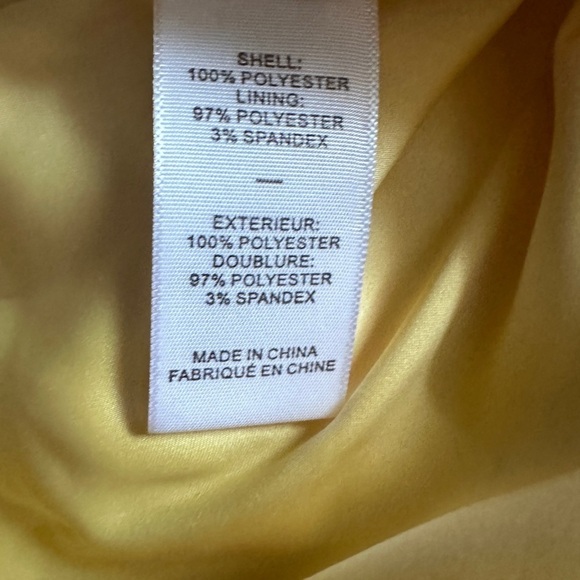 SHELL:
100% POLYESTER
LINING:
97% POLYESTER
3% SPANDEX
—
EXTERIEUR:
100% POLYESTER
DOUBLURE:
97% POLYESTER
3% SPANDEX
MADE IN CHINA
FABRIQUÉ EN CHINE